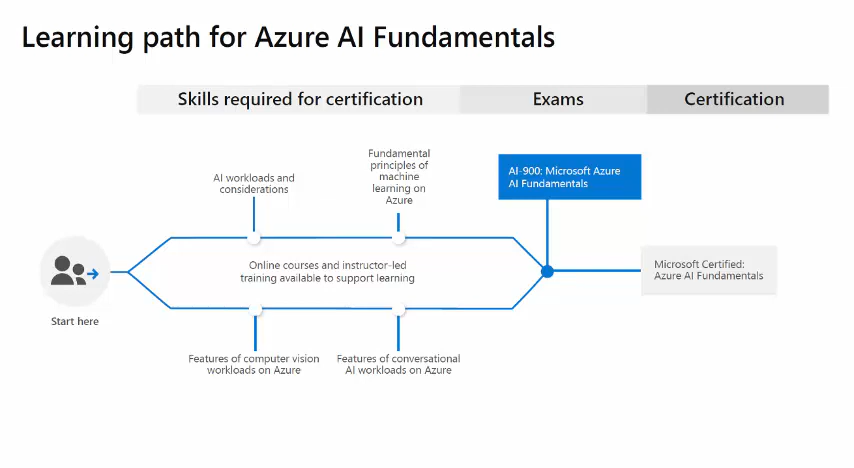 Learning path for Azure AI Fundamentals
Skills required for certification
Exams
Certification
AI workloads and
considerations
Fundamental
principles of
machine
learning on
Azure
AI-900: Microsoft Azure
AI Fundamentals
Online courses and instructor-led
training available to support learning
Microsoft Certified:
Azure AI Fundamentals
Start here
Features of computer vision
workloads on Azure
Features of conversational
AI workloads on Azure